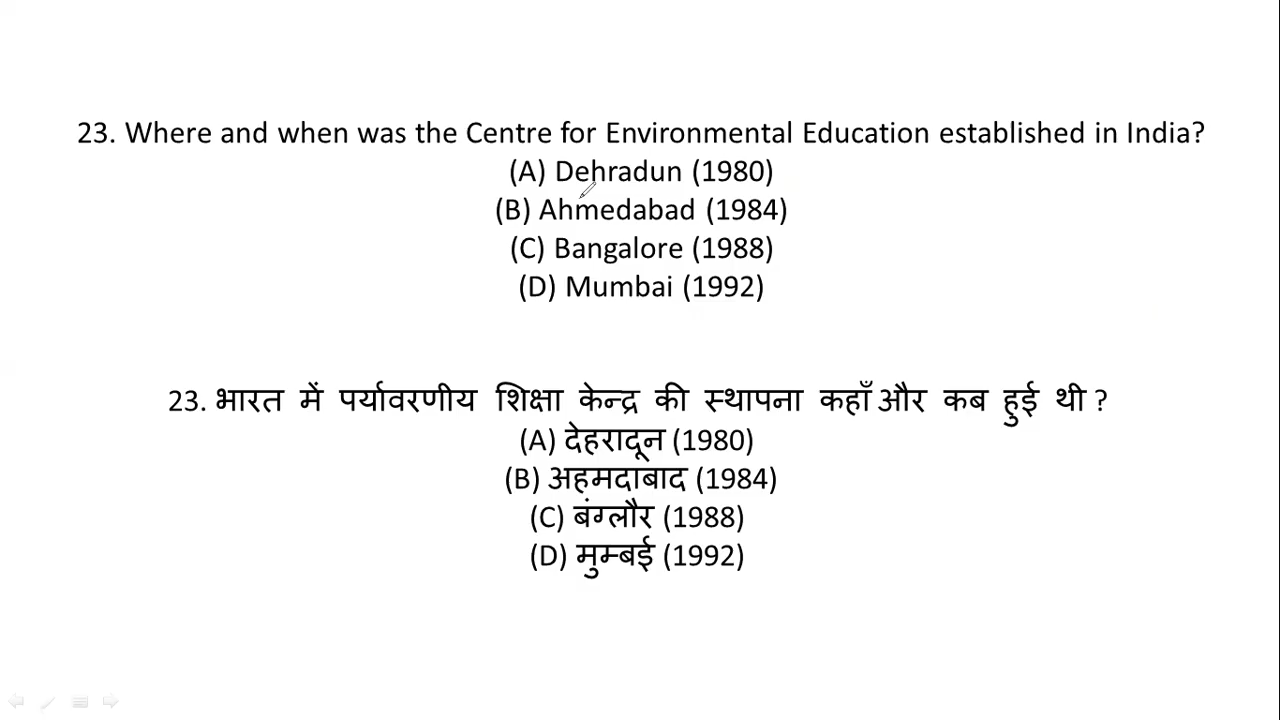 23. Where and when was the Centre for Environmental Education established in India?
(A) Dehradun (1980)
(B) Ahmedabad (1984)
(C) Bangalore (1988)
(D) Mumbai (1992)
23. भारत में पर्यावरणीय शिक्षा केन्द्र की स्थापना कहाँ और कब हुई थी ?
(A) देहरादून (1980)
(B) अहमदाबाद (1984)
(C) बंग्लौर (1988)
(D) मुम्बई (1992)